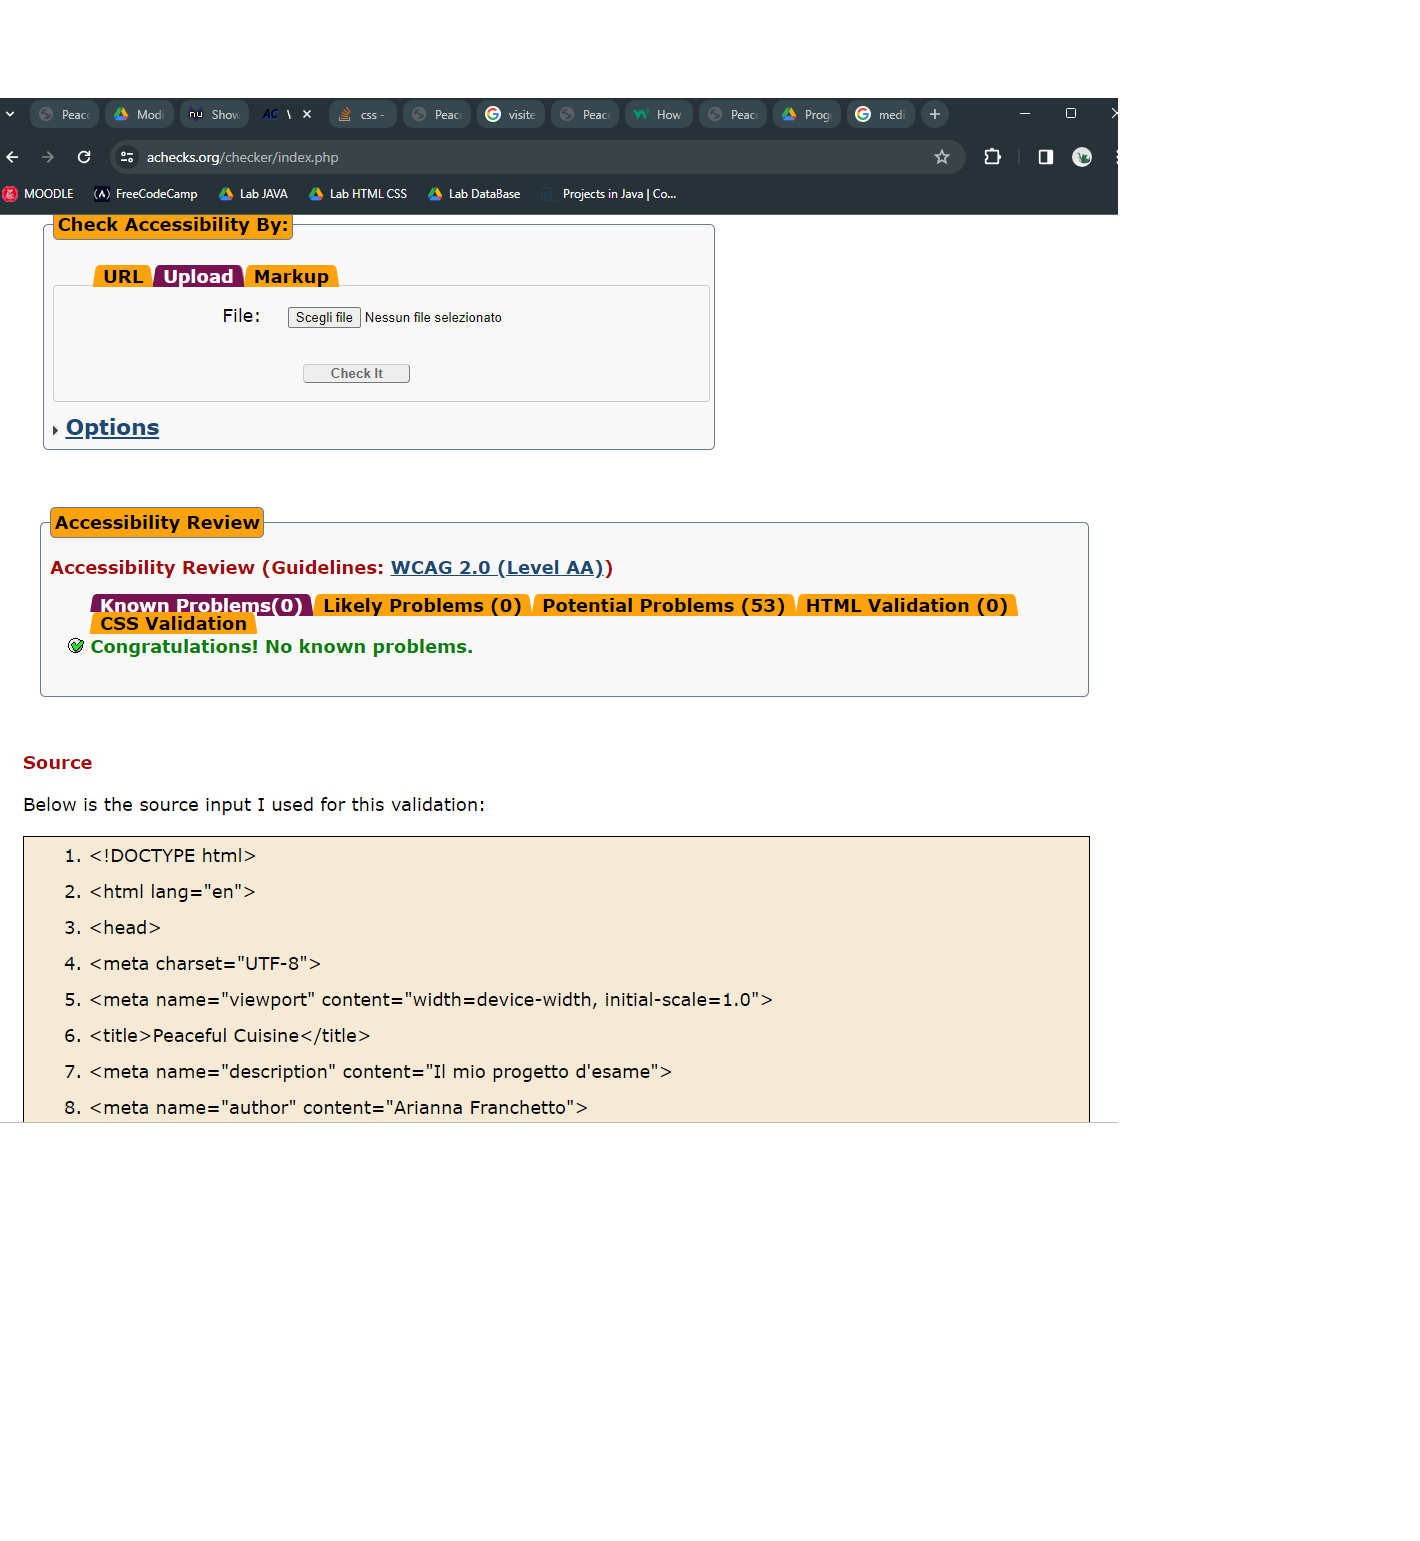 Peac Modi nu Show AC css - Peac visite Peac How Peac Prog medi
achecks.org/checker/index.php
MOODLE FreeCodeCamp Lab JAVA Lab HTML CSS Lab DataBase Projects in Java | Co...
Check Accessibility By:
URL Upload Markup
File: Scegli file Nessun file selezionato
Check It
Options
Accessibility Review
Accessibility Review (Guidelines: WCAG 2.0 (Level AA))
Known Problems(0) Likely Problems (0) Potential Problems (53) HTML Validation (0)
CSS Validation
Congratulations! No known problems.
Source
Below is the source input I used for this validation:
1. <!DOCTYPE html>
2. <html lang="en">
3. <head>
4. <meta charset="UTF-8">
5. <meta name="viewport" content="width=device-width, initial-scale=1.0">
6. <title>Peaceful Cuisine</title>
7. <meta name="description" content="Il mio progetto d'esame">
8. <meta name="author" content="Arianna Franchetto">